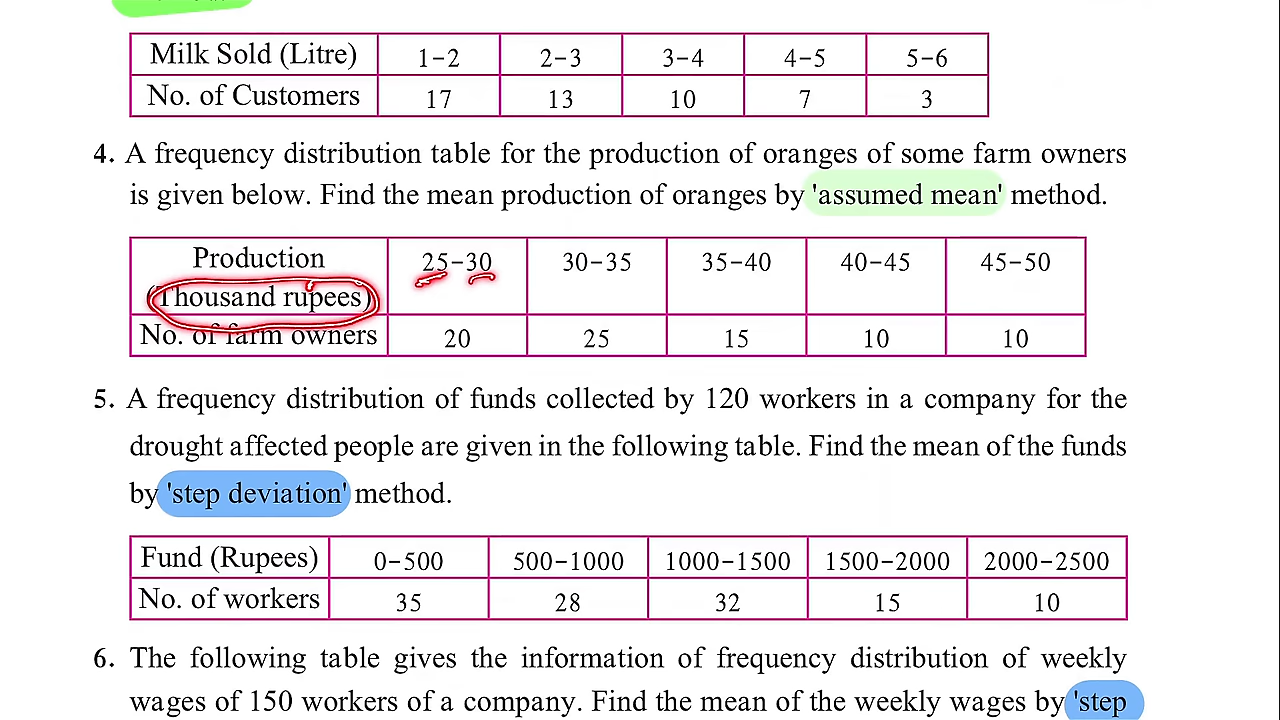 Milk Sold (Litre) 1-2 2-3 3-4 4-5 5-6
No. of Customers 17 13 10 7 3
4. A frequency distribution table for the production of oranges of some farm owners
is given below. Find the mean production of oranges by 'assumed mean' method.
Production 25-30 30-35 35-40 40-45 45-50
(Thousand rupees)
No. of farm owners 20 25 15 10 10
5. A frequency distribution of funds collected by 120 workers in a company for the
drought affected people are given in the following table. Find the mean of the funds
by 'step deviation' method.
Fund (Rupees) 0-500 500-1000 1000-1500 1500-2000 2000-2500
No. of workers 35 28 32 15 10
6. The following table gives the information of frequency distribution of weekly
wages of 150 workers of a company. Find the mean of the weekly wages by 'step